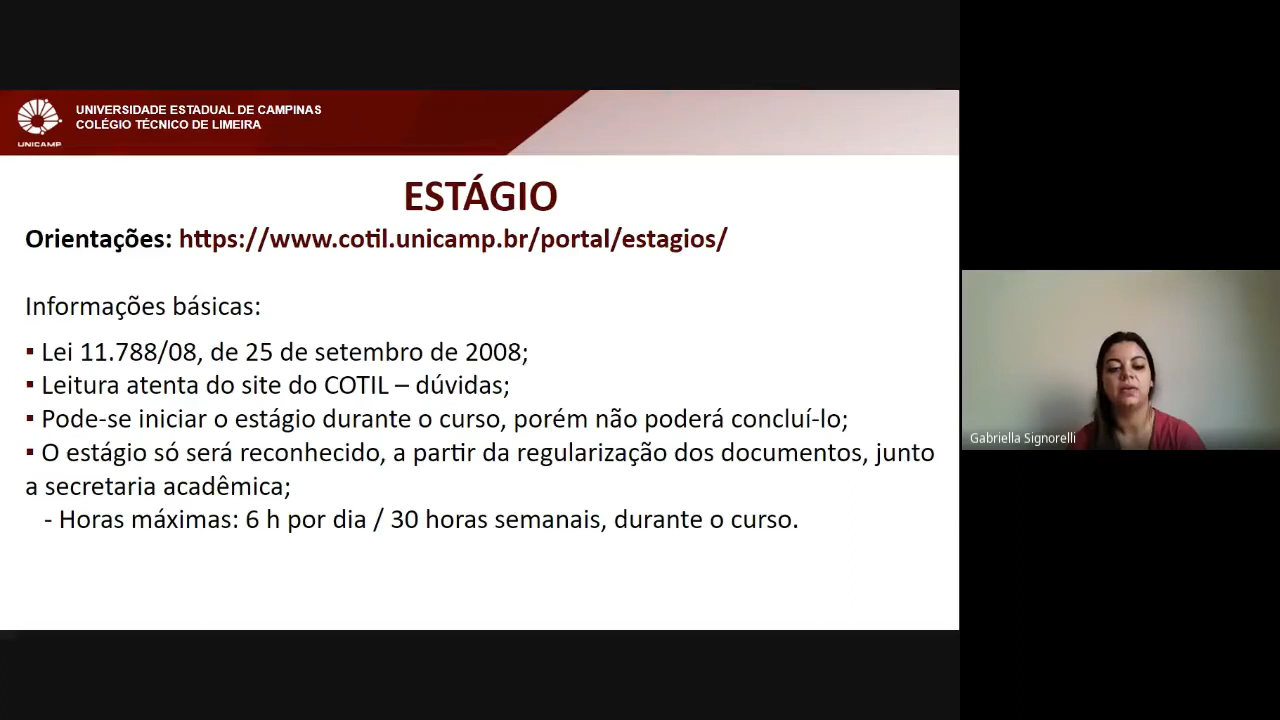 UNIVERSIDADE ESTADUAL DE CAMPINAS
COLÉGIO TÉCNICO DE LIMEIRA
UNICAMP
ESTÁGIO
Orientações: https://www.cotil.unicamp.br/portal/estagios/
Informações básicas:
▪ Lei 11.788/08, de 25 de setembro de 2008;
▪ Leitura atenta do site do COTIL – dúvidas;
▪ Pode-se iniciar o estágio durante o curso, porém não poderá concluí-lo;
▪ O estágio só será reconhecido, a partir da regularização dos documentos, junto
a secretaria acadêmica;
- Horas máximas: 6 h por dia / 30 horas semanais, durante o curso.
Gabriella Signorelli